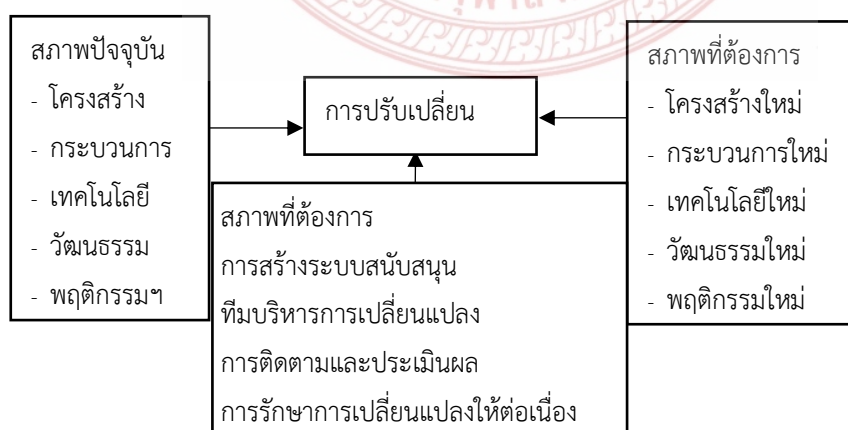 สภาพปัจจุบัน
- โครงสร้าง
- กระบวนการ
- เทคโนโลยี
- วัฒนธรรม
- พฤติกรรมฯ
การปรับเปลี่ยน
สภาพที่ต้องการ
- โครงสร้างใหม่
- กระบวนการใหม่
- เทคโนโลยีใหม่
- วัฒนธรรมใหม่
- พฤติกรรมใหม่
สภาพที่ต้องการ
การสร้างระบบสนับสนุน
ทีมบริหารการเปลี่ยนแปลง
การติดตามและประเมินผล
การรักษาการเปลี่ยนแปลงให้ต่อเนื่อง